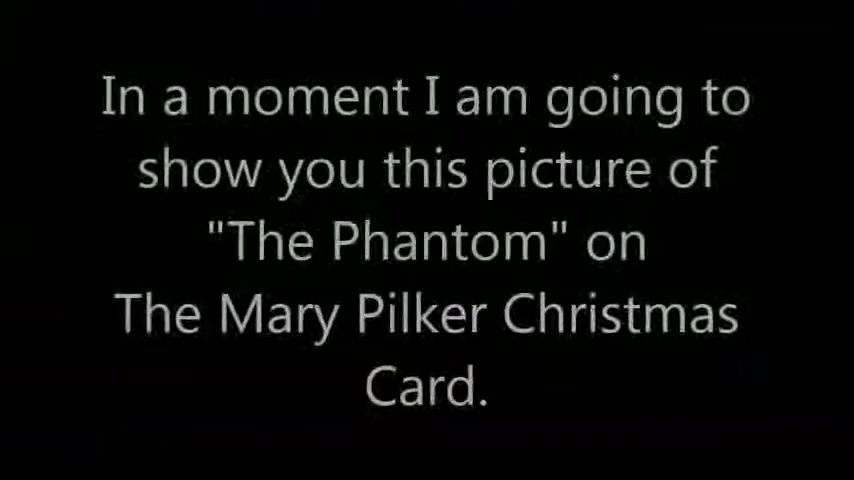 In a moment I am going to
show you this picture of
"The Phantom" on
The Mary Pilker Christmas
Card.